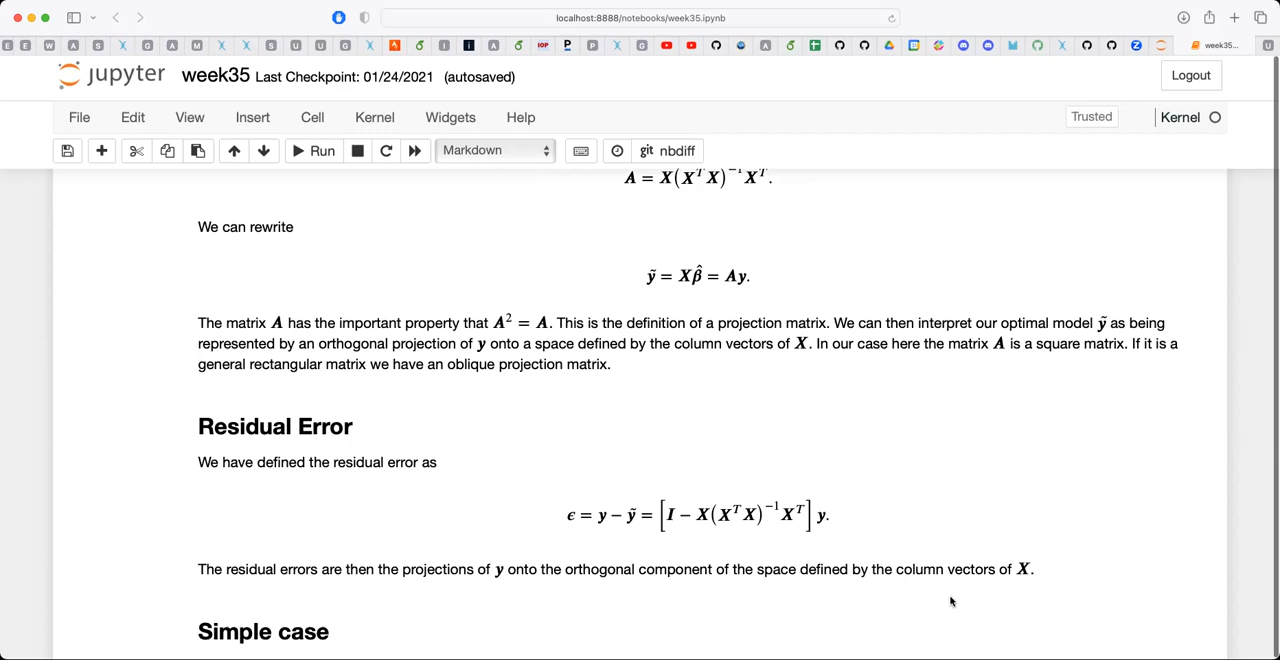 localhost:8888/notebooks/week35.ipynb
E E W A S X G A M X X S U U G X A I i A IOP P P X G A X Z week35... U
jupyter week35 Last Checkpoint: 01/24/2021 (autosaved) Logout
File Edit View Insert Cell Kernel Widgets Help Trusted Kernel
Run Markdown git nbdiff
A = X(XᵀX)⁻¹Xᵀ.
We can rewrite
ỹ = Xβ̂ = Ay.
The matrix A has the important property that A² = A. This is the definition of a projection matrix. We can then interpret our optimal model ỹ as being
represented by an orthogonal projection of y onto a space defined by the column vectors of X. In our case here the matrix A is a square matrix. If it is a
general rectangular matrix we have an oblique projection matrix.
Residual Error
We have defined the residual error as
ϵ = y − ỹ = [I − X(XᵀX)⁻¹Xᵀ] y.
The residual errors are then the projections of y onto the orthogonal component of the space defined by the column vectors of X.
Simple case